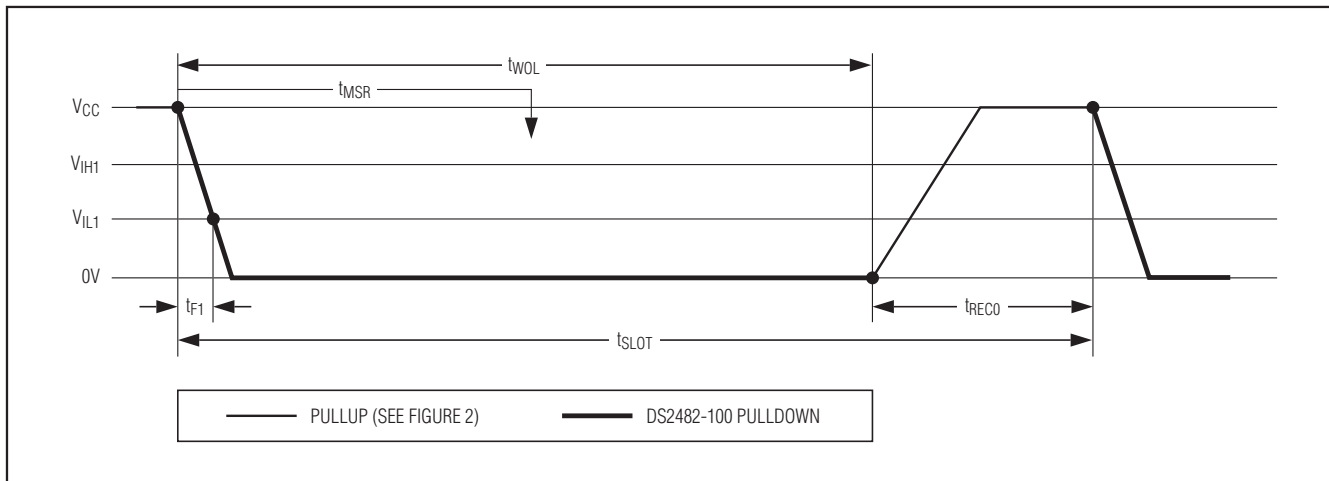 tWOL
tMSR
VCC
VIH1
VIL1
0V
tF1
tREC0
tSLOT
PULLUP (SEE FIGURE 2)
DS2482-100 PULLDOWN